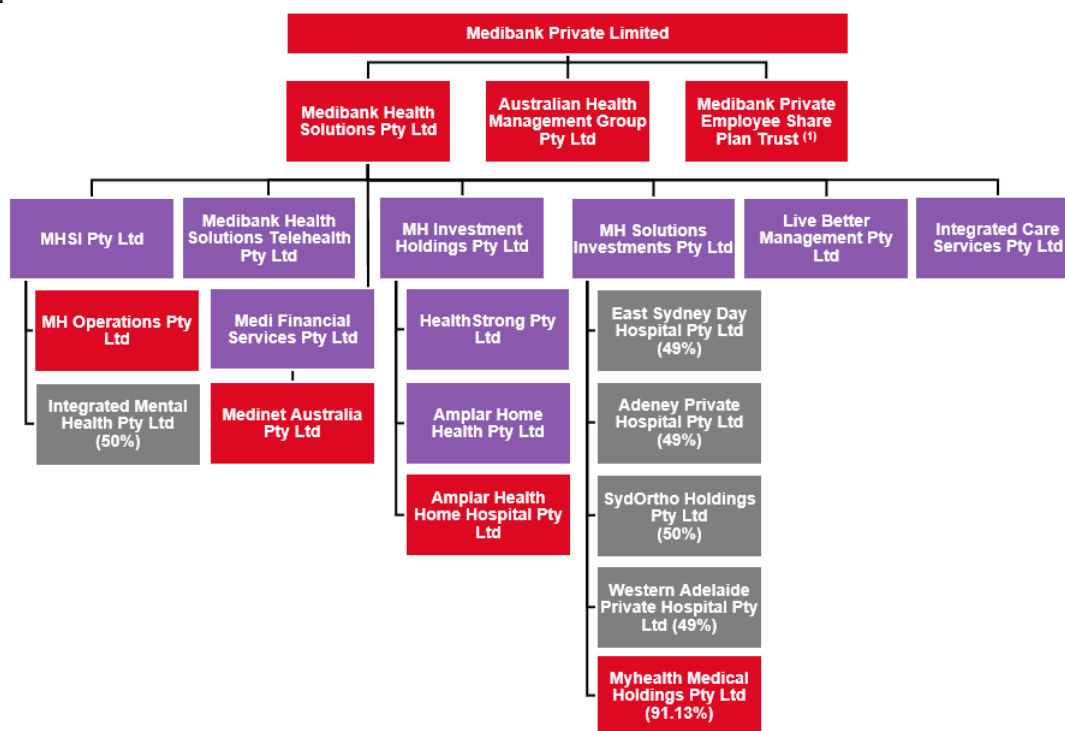 Medibank Private Limited
Medibank Health
Solutions Pty Ltd
Australian Health
Management Group
Pty Ltd
Medibank Private
Employee Share
Plan Trust (1)
MHSI Pty Ltd
Medibank Health
Solutions Telehealth
Pty Ltd
MH Investment
Holdings Pty Ltd
MH Solutions
Investments Pty Ltd
Live Better
Management Pty
Ltd
Integrated Care
Services Pty Ltd
MH Operations Pty
Ltd
Medi Financial
Services Pty Ltd
HealthStrong Pty
Ltd
East Sydney Day
Hospital Pty Ltd
(49%)
Integrated Mental
Health Pty Ltd
(50%)
Medinet Australia
Pty Ltd
Amplar Home
Health Pty Ltd
Adeney Private
Hospital Pty Ltd
(49%)
Amplar Health
Home Hospital Pty
Ltd
SydOrtho Holdings
Pty Ltd
(50%)
Western Adelaide
Private Hospital Pty
Ltd (49%)
Myhealth Medical
Holdings Pty Ltd
(91.13%)